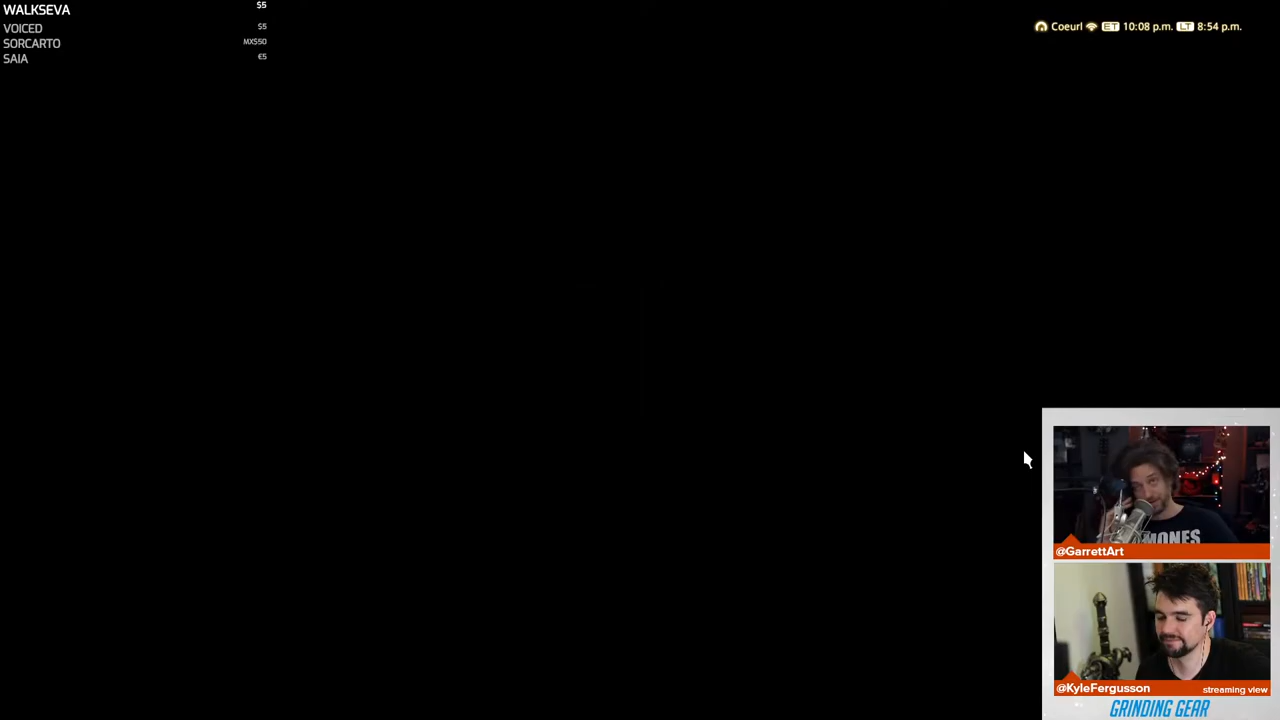 WALKSEVA $5
VOICED $5
SORCARTO MX$50
SAIA €5
Coeurl ET 10:08 p.m. LT 8:54 p.m.
MONES
@GarrettArt
@KyleFergusson streaming view
GRINDING GEAR